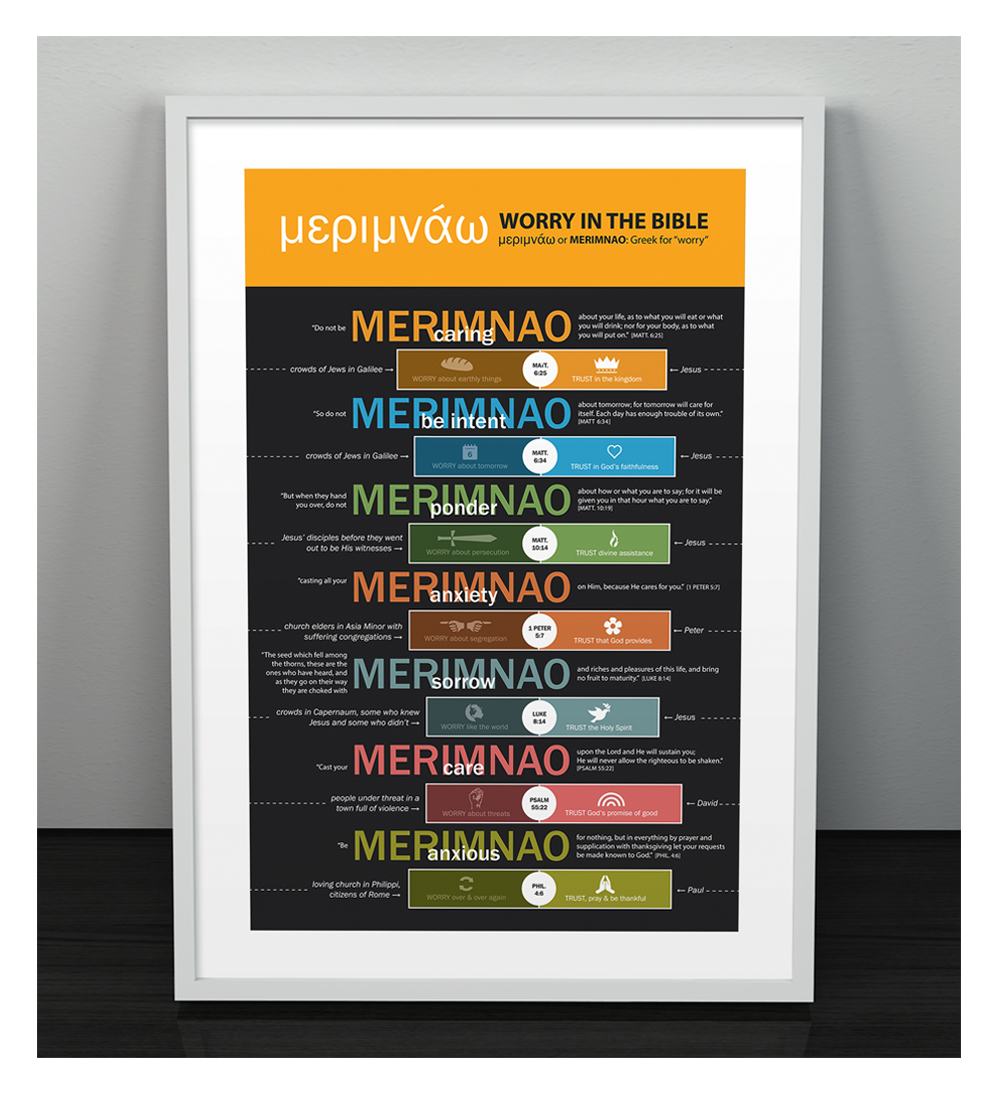 μεριμνάω
WORRY IN THE BIBLE
μεριμνάω or MERIMNAO: Greek for "worry"
"Do not be
MERIMNAO
caring
about your life, as to what you will eat or what
you will drink; nor for your body, as to what
you will put on." [MATT. 6:25]
crowds of Jews in Galilee →
WORRY about earthly things
MA/T.
6:25
TRUST in the kingdom
← Jesus
"So do not
MERIMNAO
be intent
about tomorrow; for tomorrow will care for
itself. Each day has enough trouble of its own."
[MATT 6:34]
crowds of Jews in Galilee →
6
WORRY about tomorrow
MATT.
6:34
TRUST in God's faithfulness
← Jesus
"But when they hand
you over, do not
MERIMNAO
ponder
about how or what you are to say; for it will be
given you in that hour what you are to say."
[MATT. 10:19]
Jesus' disciples before they went
out to be His witnesses →
WORRY about persecution
MATT.
10:14
TRUST divine assistance
← Jesus
"casting all your
MERIMNAO
anxiety
on Him, because He cares for you." [1 PETER 5:7]
church elders in Asia Minor with
suffering congregations →
WORRY about segregation
1 PETER
5:7
TRUST that God provides
← Peter
"The seed which fell among
the thorns, these are the
ones who have heard, and
as they go on their way
they are choked with
MERIMNAO
sorrow
and riches and pleasures of this life, and bring
no fruit to maturity." [LUKE 8:14]
crowds in Capernaum, some who knew
Jesus and some who didn't →
WORRY like the world
LUKE
8:14
TRUST the Holy Spirit
← Jesus
"Cast your
MERIMNAO
care
upon the Lord and He will sustain you;
He will never allow the righteous to be shaken."
[PSALM 55:22]
people under threat in a
town full of violence →
WORRY about threats
PSALM
55:22
TRUST God's promise of good
← David
"Be
MERIMNAO
anxious
for nothing, but in everything by prayer and
supplication with thanksgiving let your requests
be made known to God." [PHIL. 4:6]
loving church in Philippi,
citizens of Rome →
WORRY over & over again
PHIL.
4:6
TRUST, pray & be thankful
← Paul